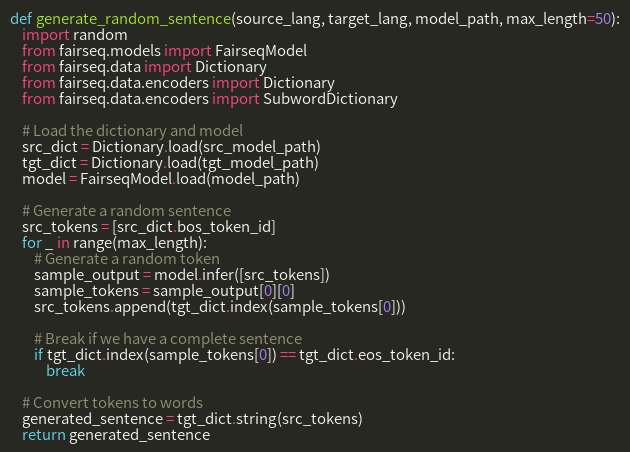 def generate_random_sentence(source_lang, target_lang, model_path, max_length=50):
    import random
    from fairseq.models import FairseqModel
    from fairseq.data import Dictionary
    from fairseq.data.encoders import Dictionary
    from fairseq.data.encoders import SubwordDictionary

    # Load the dictionary and model
    src_dict = Dictionary.load(src_model_path)
    tgt_dict = Dictionary.load(tgt_model_path)
    model = FairseqModel.load(model_path)

    # Generate a random sentence
    src_tokens = [src_dict.bos_token_id]
    for _ in range(max_length):
        # Generate a random token
        sample_output = model.infer([src_tokens])
        sample_tokens = sample_output[0][0]
        src_tokens.append(tgt_dict.index(sample_tokens[0]))

        # Break if we have a complete sentence
        if tgt_dict.index(sample_tokens[0]) == tgt_dict.eos_token_id:
            break

    # Convert tokens to words
    generated_sentence = tgt_dict.string(src_tokens)
    return generated_sentence